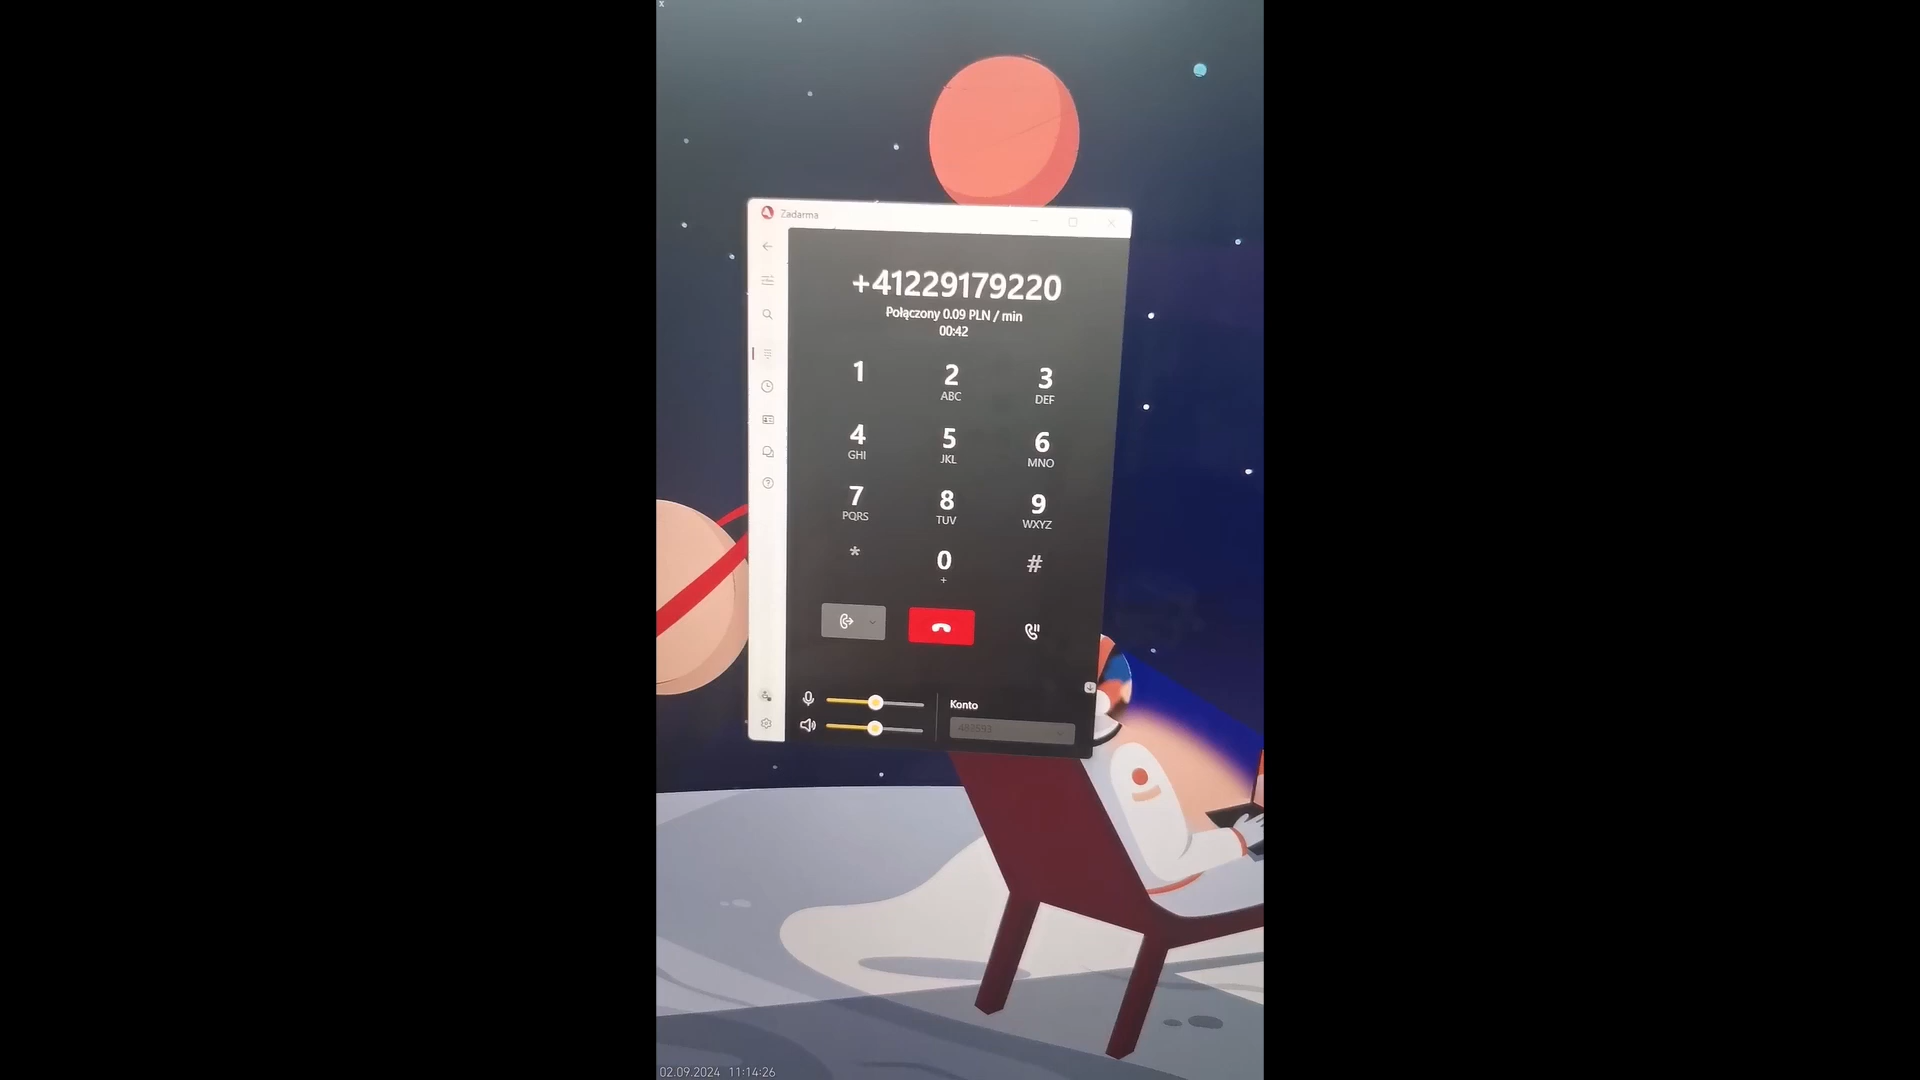 x
Zadarma
+41229179220
Połączony 0.09 PLN / min
00:42
1
2
3
ABC
DEF
4
5
6
GHI
JKL
MNO
7
8
9
PQRS
TUV
WXYZ
*
0
#
+
Konto
02.09.2024 11:14:26